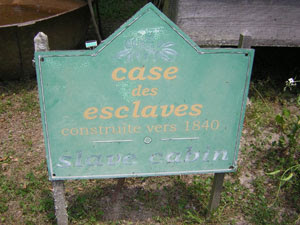 case
des
esclaves
construite vers 1840
slave cabin